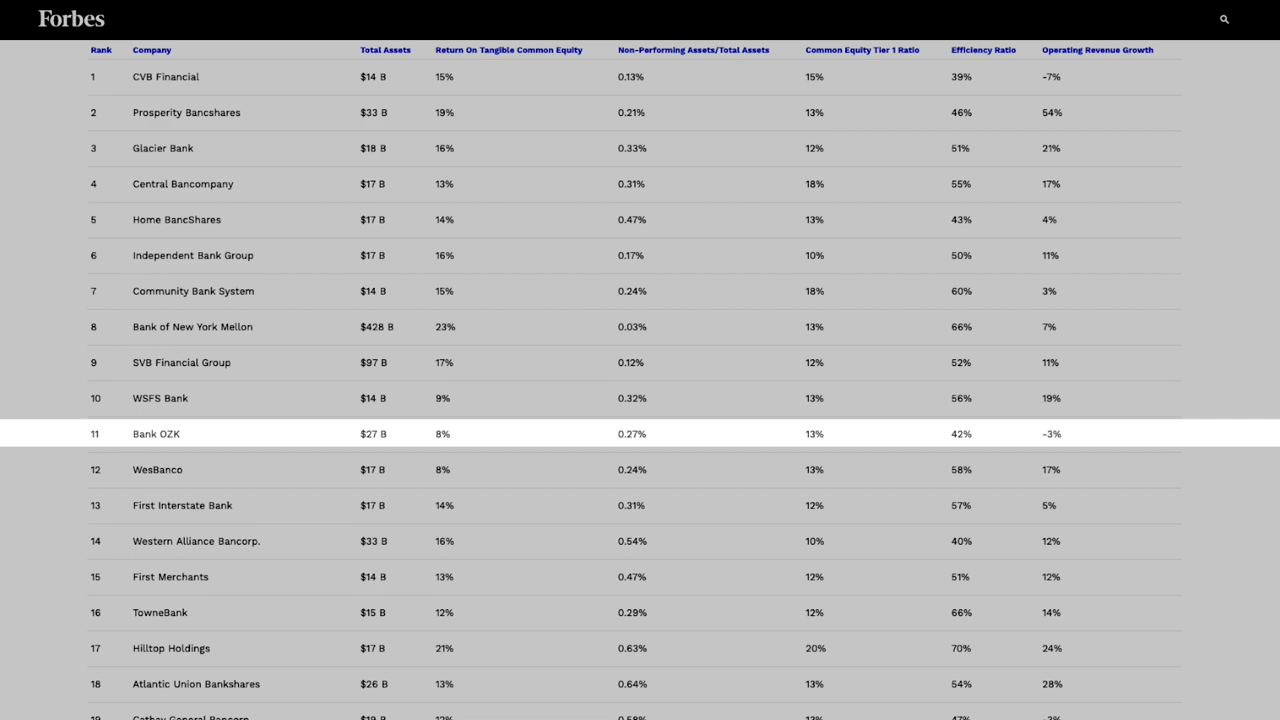 Forbes
Rank Company Total Assets Return On Tangible Common Equity Non-Performing Assets/Total Assets Common Equity Tier 1 Ratio Efficiency Ratio Operating Revenue Growth
1 CVB Financial $14 B 15% 0.13% 15% 39% -7%
2 Prosperity Bancshares $33 B 19% 0.21% 13% 46% 54%
3 Glacier Bank $18 B 16% 0.33% 12% 51% 21%
4 Central Bancompany $17 B 13% 0.31% 18% 55% 17%
5 Home BancShares $17 B 14% 0.47% 13% 43% 4%
6 Independent Bank Group $17 B 16% 0.17% 10% 50% 11%
7 Community Bank System $14 B 15% 0.24% 18% 60% 3%
8 Bank of New York Mellon $428 B 23% 0.03% 13% 66% 7%
9 SVB Financial Group $97 B 17% 0.12% 12% 52% 11%
10 WSFS Bank $14 B 9% 0.32% 13% 56% 19%
11 Bank OZK $27 B 8% 0.27% 13% 42% -3%
12 WesBanco $17 B 8% 0.24% 13% 58% 17%
13 First Interstate Bank $17 B 14% 0.31% 12% 57% 5%
14 Western Alliance Bancorp. $33 B 16% 0.54% 10% 40% 12%
15 First Merchants $14 B 13% 0.47% 12% 51% 12%
16 TowneBank $15 B 12% 0.29% 12% 66% 14%
17 Hilltop Holdings $17 B 21% 0.63% 20% 70% 24%
18 Atlantic Union Bankshares $26 B 13% 0.64% 13% 54% 28%
19 Cathay General Bancorp